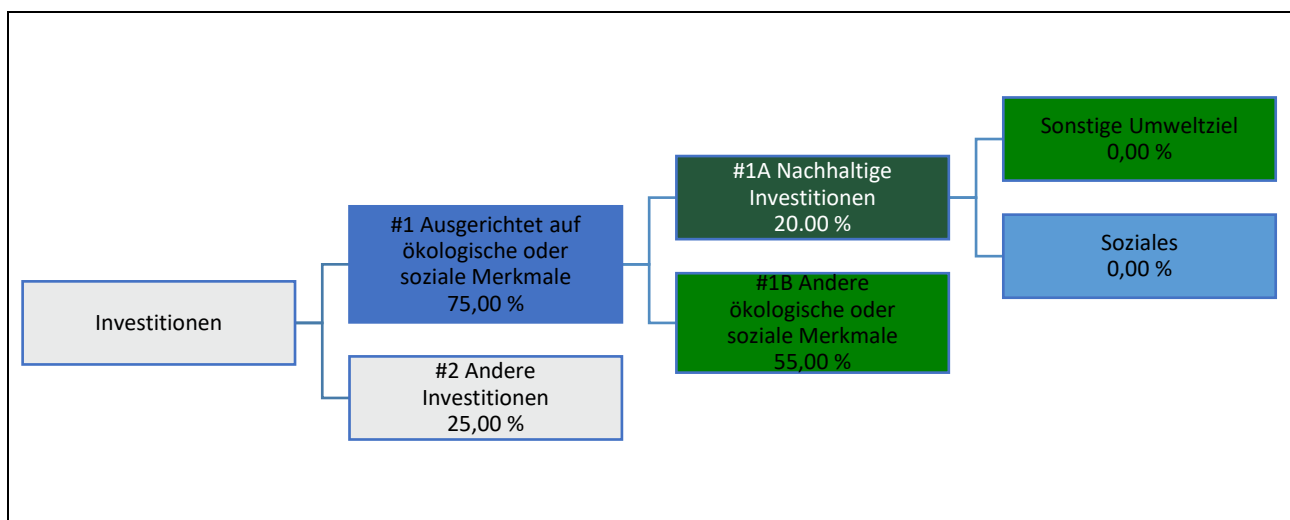 Investitionen
#1 Ausgerichtet auf
ökologische oder
soziale Merkmale
75,00 %
#2 Andere
Investitionen
25,00 %
#1A Nachhaltige
Investitionen
20.00 %
#1B Andere
ökologische oder
soziale Merkmale
55,00 %
Sonstige Umweltziel
0,00 %
Soziales
0,00 %